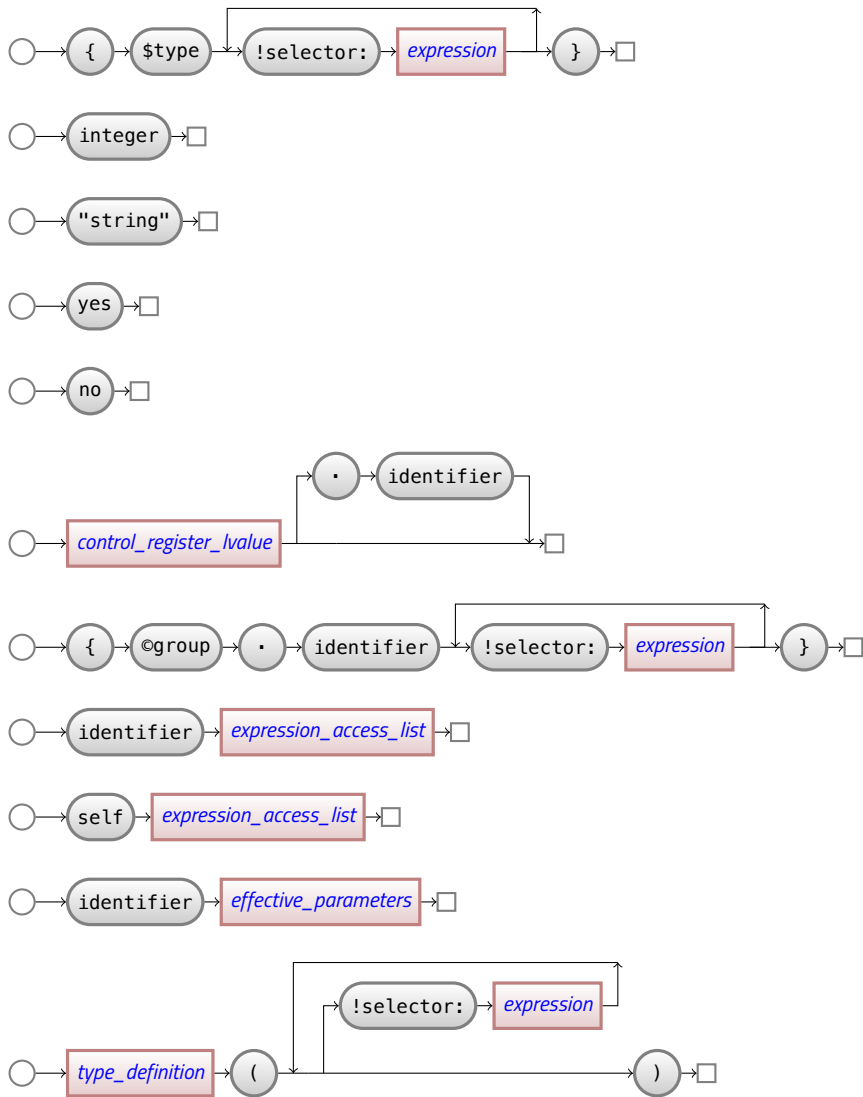 { $type !selector: expression }
integer
"string"
yes
no
. identifier
control_register_lvalue
{ ©group . identifier !selector: expression }
identifier expression_access_list
self expression_access_list
identifier effective_parameters
!selector: expression
type_definition ( )